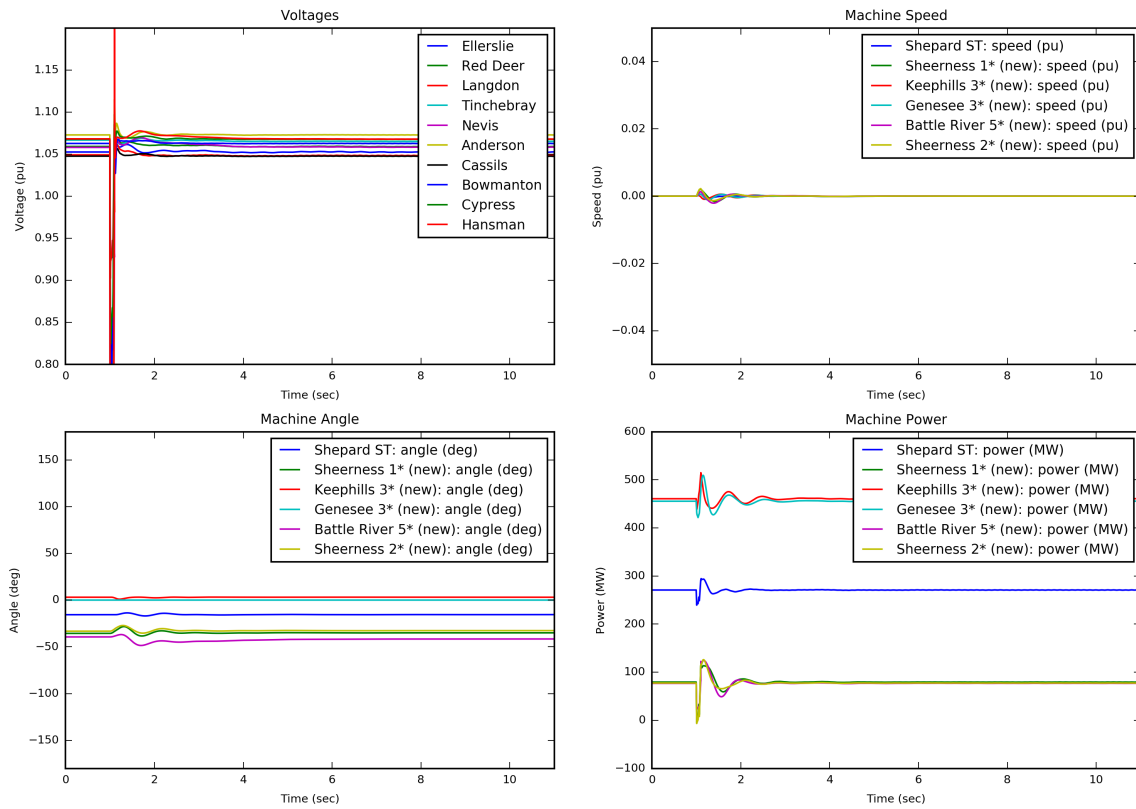 Voltages
1.15
1.10
1.05
1.00
0.95
0.90
0.85
0.80
Voltage (pu)
Ellerslie
Red Deer
Langdon
Tinchebray
Nevis
Anderson
Cassils
Bowmanton
Cypress
Hansman
0 2 4 6 8 10
Time (sec)
Machine Speed
0.04
0.02
0.00
−0.02
−0.04
Speed (pu)
Shepard ST: speed (pu)
Sheerness 1* (new): speed (pu)
Keephills 3* (new): speed (pu)
Genesee 3* (new): speed (pu)
Battle River 5* (new): speed (pu)
Sheerness 2* (new): speed (pu)
0 2 4 6 8 10
Time (sec)
Machine Angle
150
100
50
0
−50
−100
−150
Angle (deg)
Shepard ST: angle (deg)
Sheerness 1* (new): angle (deg)
Keephills 3* (new): angle (deg)
Genesee 3* (new): angle (deg)
Battle River 5* (new): angle (deg)
Sheerness 2* (new): angle (deg)
0 2 4 6 8 10
Time (sec)
Machine Power
600
500
400
300
200
100
0
−100
Power (MW)
Shepard ST: power (MW)
Sheerness 1* (new): power (MW)
Keephills 3* (new): power (MW)
Genesee 3* (new): power (MW)
Battle River 5* (new): power (MW)
Sheerness 2* (new): power (MW)
0 2 4 6 8 10
Time (sec)